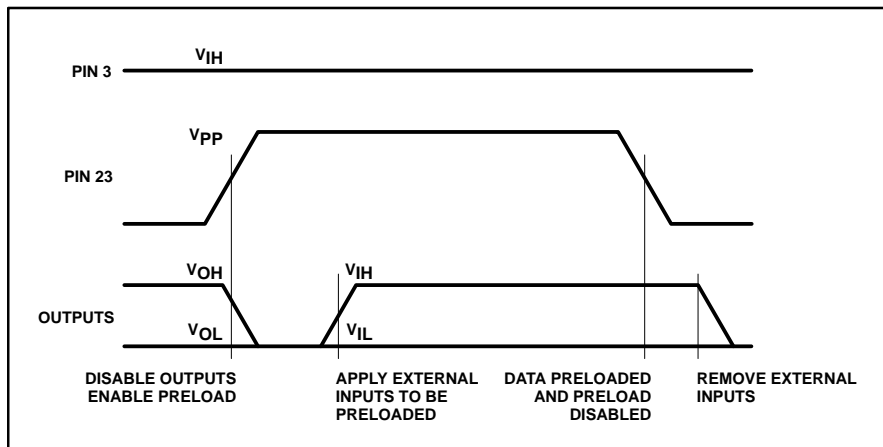 VIH
PIN 3
VPP
PIN 23
VOH
VIH
OUTPUTS
VOL
VIL
DISABLE OUTPUTS
ENABLE PRELOAD
APPLY EXTERNAL
INPUTS TO BE
PRELOADED
DATA PRELOADED
AND PRELOAD
DISABLED
REMOVE EXTERNAL
INPUTS